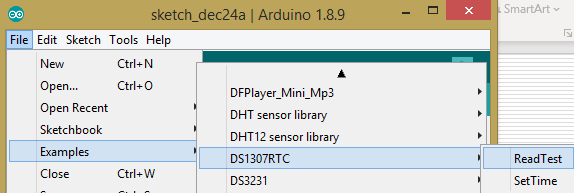 sketch_dec24a | Arduino 1.8.9
SmartArt
File Edit Sketch Tools Help
New Ctrl+N
Open... Ctrl+O
Open Recent
Sketchbook
Examples
Close Ctrl+W
DFPlayer_Mini_Mp3
DHT sensor library
DHT12 sensor library
DS1307RTC
DS3231
ReadTest
SetTime